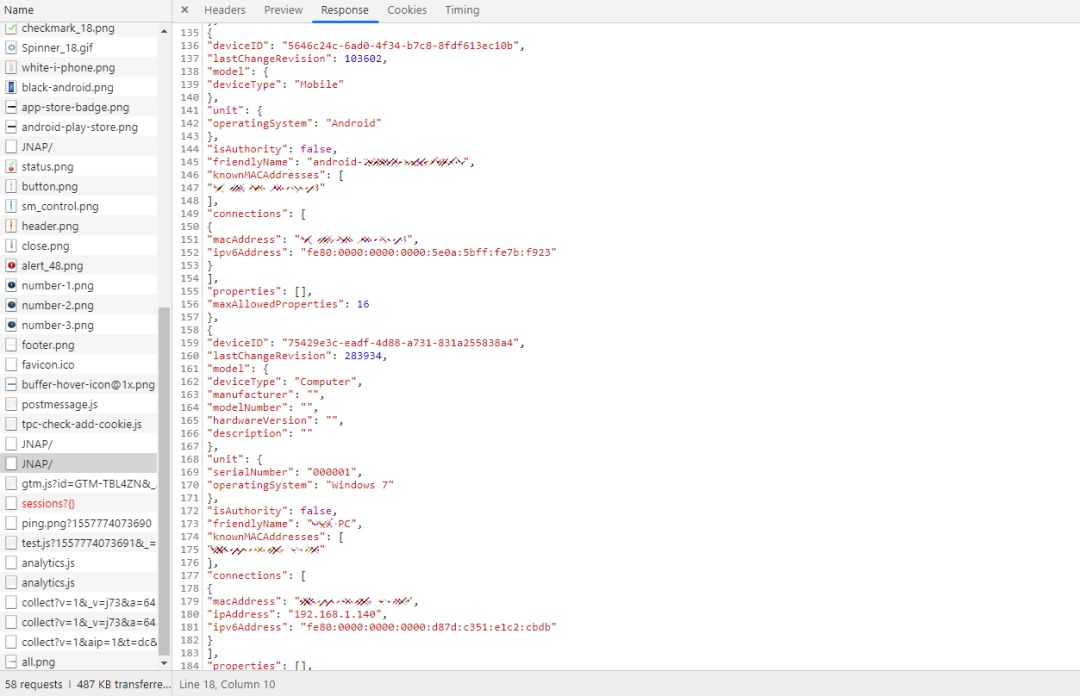 Name
checkmark_18.png
Spinner_18.gif
white-i-phone.png
black-android.png
app-store-badge.png
android-play-store.png
JNAP/
status.png
button.png
sm_control.png
header.png
close.png
alert_48.png
number-1.png
number-2.png
number-3.png
footer.png
favicon.ico
buffer-hover-icon@1x.png
postmessage.js
tpc-check-add-cookie.js
JNAP/
JNAP/
gtm.js?id=GTM-TBL4ZN&_.
sessions?{}
ping.png?1557774073690
test.js?1557774073691&_=
analytics.js
analytics.js
collect?v=1&_v=j73&a=64.
collect?v=1&_v=j73&a=64.
collect?v=1&aip=1&t=dc&
all.png
58 requests | 487 KB transferre...
× Headers Preview Response Cookies Timing
135 {
136 "deviceID": "5646c24c-6ad0-4f34-b7c8-8fdf613ec10b",
137 "lastChangeRevision": 103602,
138 "model": {
139 "deviceType": "Mobile"
140 },
141 "unit": {
142 "operatingSystem": "Android"
143 },
144 "isAuthority": false,
145 "friendlyName": "android-",
146 "knownMACAddresses": [
147 ""
148 ],
149 "connections": [
150 {
151 "macAddress": "",
152 "ipv6Address": "fe80:0000:0000:0000:5e0a:5bff:fe7b:f923"
153 }
154 ],
155 "properties": [],
156 "maxAllowedProperties": 16
157 },
158 {
159 "deviceID": "75429e3c-eadf-4d88-a731-831a255838a4",
160 "lastChangeRevision": 283934,
161 "model": {
162 "deviceType": "Computer",
163 "manufacturer": "",
164 "modelNumber": "",
165 "hardwareVersion": "",
166 "description": ""
167 },
168 "unit": {
169 "serialNumber": "000001",
170 "operatingSystem": "Windows 7"
171 },
172 "isAuthority": false,
173 "friendlyName": "-PC",
174 "knownMACAddresses": [
175 ""
176 ],
177 "connections": [
178 {
179 "macAddress": "",
180 "ipAddress": "192.168.1.140",
181 "ipv6Address": "fe80:0000:0000:0000:d87d:c351:e1c2:cbdb"
182 }
183 ],
184 "properties": [],
Line 18, Column 10